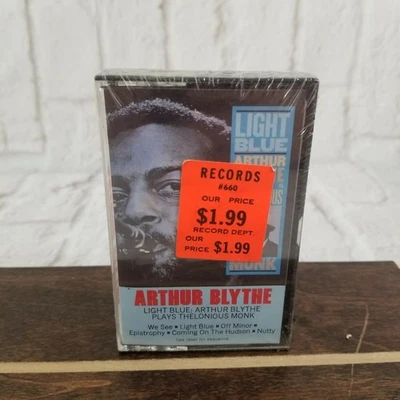 LIGHT
BLUE
ARTHUR
RECORDS
#660
OUR PRICE
$1.99
RECORD DEPT.
OUR
PRICE $1.99
MONK
ARTHUR BLYTHE
LIGHT BLUE: ARTHUR BLYTHE
PLAYS THELONIOUS MONK
We See • Light Blue • Off Minor •
Epistrophy • Coming On The Hudson • Nutty